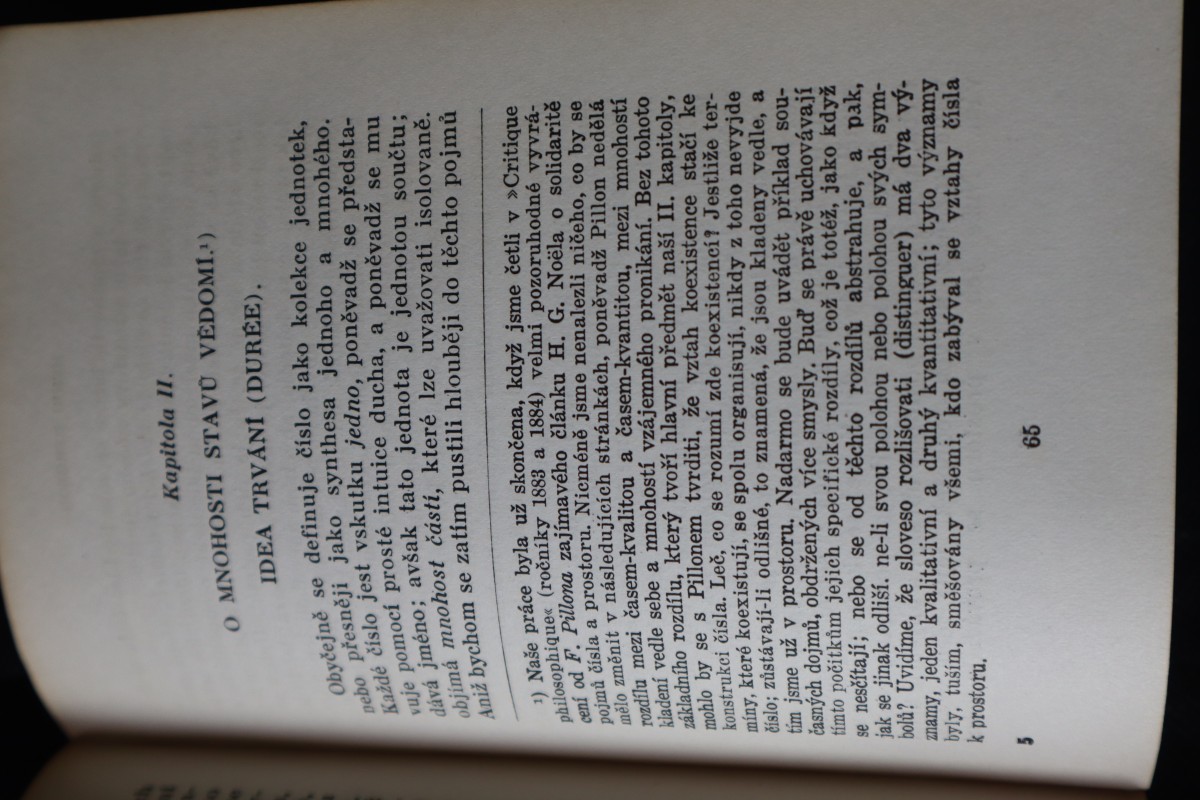 Kapitola II.
O MNOHOSTI STAVŮ VĚDOMI.¹)
IDEA TRVÁNÍ (DURÉE).
Obyčejně se definuje číslo jako kolekce jednotek,
nebo přesněji jako synthesa jednoho a mnohého.
Každé číslo jest vskutku jedno, poněvadž se představuje
vuje pomocí prosté intuice ducha, a poněvadž se mu
dává jméno; avšak tato jednota je jednotou součtu;
objímá mnohost částí, které lze uvažovati isolovaně.
Aniž bychom se zatím pustili hlouběji do těchto pojmů
¹) Naše práce byla už skončena, když jsme četli v »Critique
philosophique« (ročníky 1883 a 1884) velmi pozoruhodné vyvrá-
cení od F. Pillona zajímavého článku H. G. Noëla o solidaritě
pojmů čísla a prostoru. Nicméně jsme nenalezli ničeho, co by se
mělo změnit v následujících stránkách, poněvadž Pillon nedělá
rozdílu mezi časem-kvalitou a časem-kvantitou, mezi mnohostí
kladení vedle sebe a mnohostí vzájemného pronikání. Bez tohoto
základního rozdílu, který tvoří hlavní předmět naší II. kapitoly,
mohlo by se s Pillonem tvrditi, že vztah koexistence stačí ke
konstrukci čísla. Leč, co se rozumí zde koexistencí? Jestliže ter-
míny, které koexistují, se spolu organisují, nikdy z toho nevyjde
číslo; zůstávají-li odlišné, to znamená, že jsou kladeny vedle, a
tím jsme už v prostoru. Nadarmo se bude uvádět příklad sou-
časných dojmů, obdržených více smysly. Buď se právě uchovávají
tímto počitkům jejich specifické rozdíly, což je totéž, jako když
se nesčítají; nebo se od těchto rozdílů abstrahuje, a pak,
jak se jinak odliší. ne-li svou polohou nebo polohou svých sym-
bolů? Uvidíme, že sloveso rozlišovati (distinguer) má dva vý-
znamy, jeden kvalitativní a druhý kvantitativní; tyto významy
byly, tuším, směšovány všemi, kdo zabýval se vztahy čísla
k prostoru.
5
65